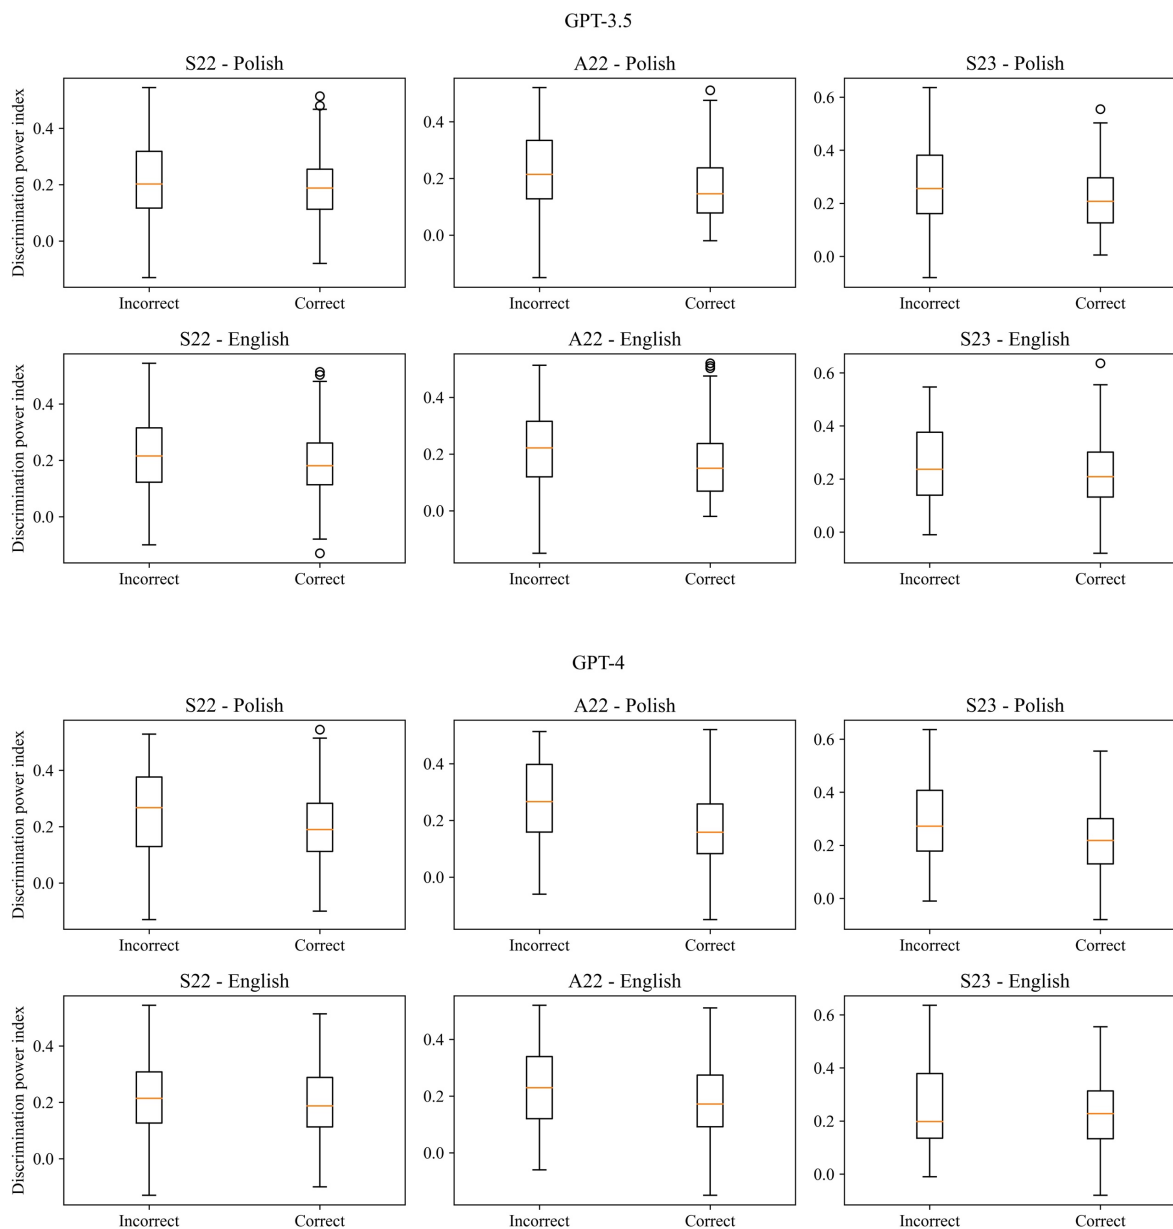 GPT-3.5
S22 - Polish
A22 - Polish
S23 - Polish
Discrimination power index
0.4
0.2
0.0
Incorrect
Correct
0.4
0.2
0.0
Incorrect
Correct
0.6
0.4
0.2
0.0
Incorrect
Correct
S22 - English
A22 - English
S23 - English
Discrimination power index
0.4
0.2
0.0
Incorrect
Correct
0.4
0.2
0.0
Incorrect
Correct
0.6
0.4
0.2
0.0
Incorrect
Correct
GPT-4
S22 - Polish
A22 - Polish
S23 - Polish
Discrimination power index
0.4
0.2
0.0
Incorrect
Correct
0.4
0.2
0.0
Incorrect
Correct
0.6
0.4
0.2
0.0
Incorrect
Correct
S22 - English
A22 - English
S23 - English
Discrimination power index
0.4
0.2
0.0
Incorrect
Correct
0.4
0.2
0.0
Incorrect
Correct
0.6
0.4
0.2
0.0
Incorrect
Correct